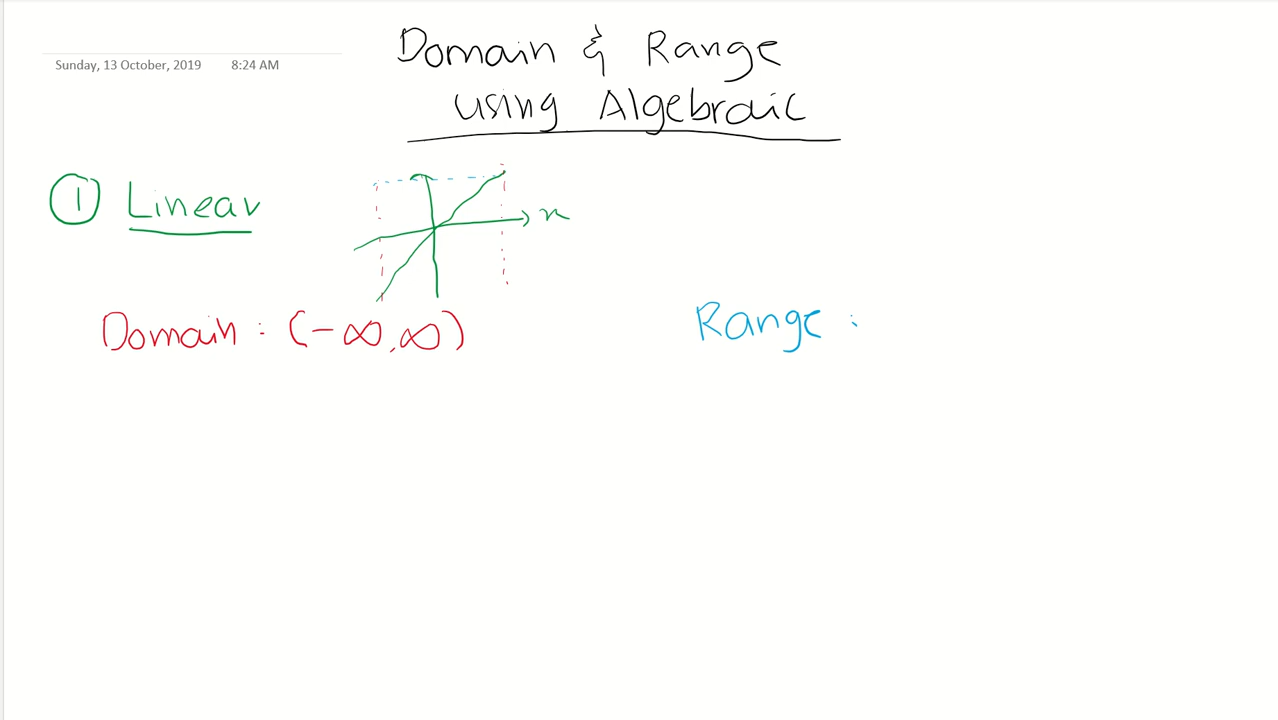 Sunday, 13 October, 2019 8:24 AM
Domain & Range
using Algebraic
① Linear
x
Domain : (-∞, ∞)
Range :